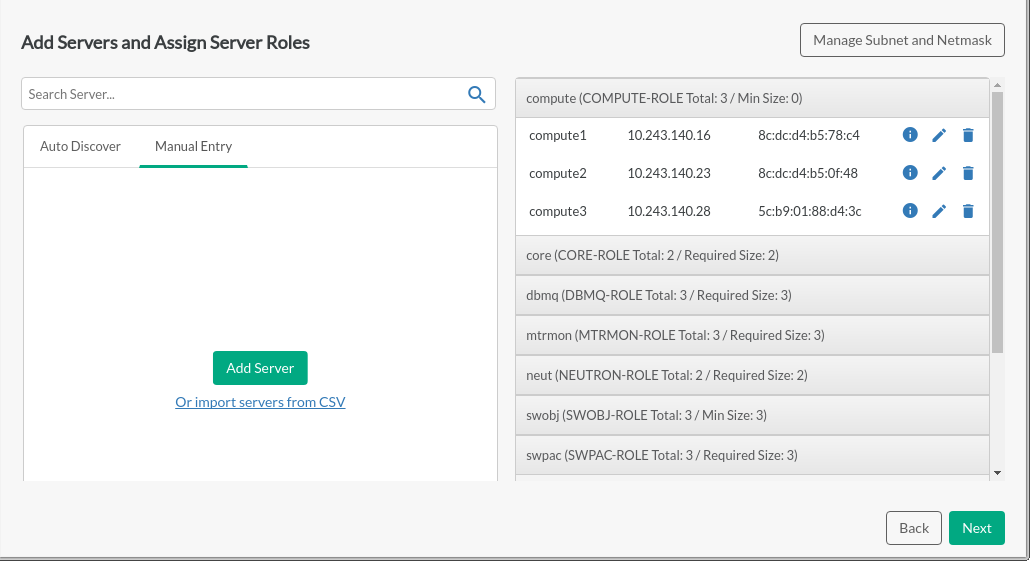 Add Servers and Assign Server Roles
Manage Subnet and Netmask
Search Server...
Auto Discover Manual Entry
Add Server
Or import servers from CSV
compute (COMPUTE-ROLE Total: 3 / Min Size: 0)
compute1 10.243.140.16 8c:dc:d4:b5:78:c4
compute2 10.243.140.23 8c:dc:d4:b5:0f:48
compute3 10.243.140.28 5c:b9:01:88:d4:3c
core (CORE-ROLE Total: 2 / Required Size: 2)
dbmq (DBMQ-ROLE Total: 3 / Required Size: 3)
mtrmon (MTRMON-ROLE Total: 3 / Required Size: 3)
neut (NEUTRON-ROLE Total: 2 / Required Size: 2)
swobj (SWOBJ-ROLE Total: 3 / Min Size: 3)
swpac (SWPAC-ROLE Total: 3 / Required Size: 3)
Back
Next